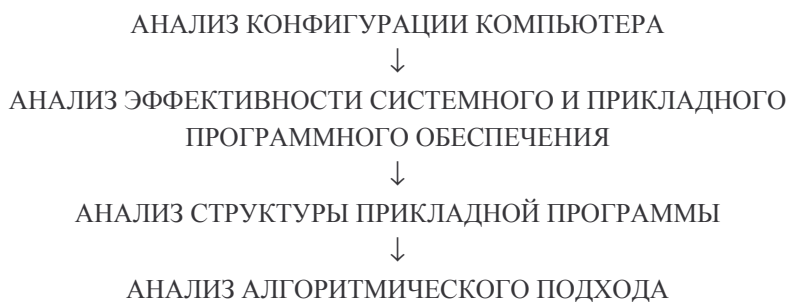 АНАЛИЗ КОНФИГУРАЦИИ КОМПЬЮТЕРА
↓
АНАЛИЗ ЭФФЕКТИВНОСТИ СИСТЕМНОГО И ПРИКЛАДНОГО
ПРОГРАММНОГО ОБЕСПЕЧЕНИЯ
↓
АНАЛИЗ СТРУКТУРЫ ПРИКЛАДНОЙ ПРОГРАММЫ
↓
АНАЛИЗ АЛГОРИТМИЧЕСКОГО ПОДХОДА